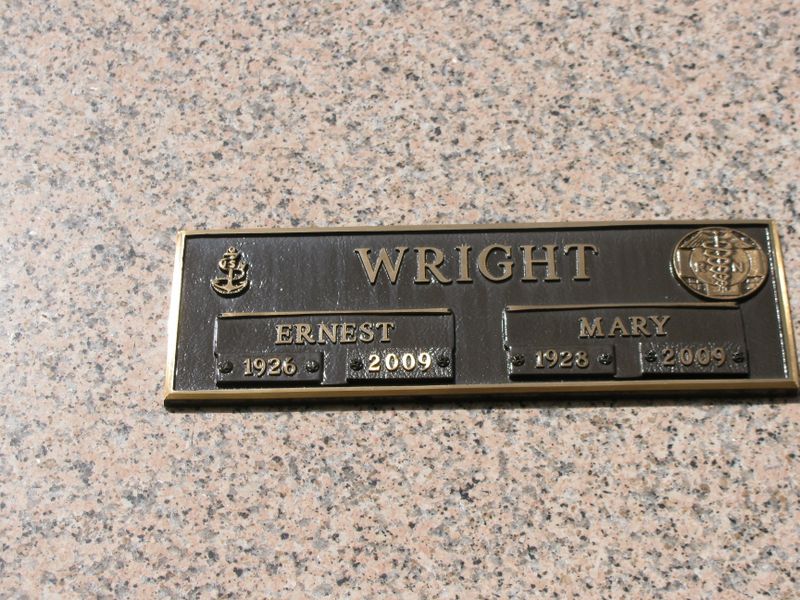 WRIGHT
ERNEST
1926 2009
MARY
1928 2009